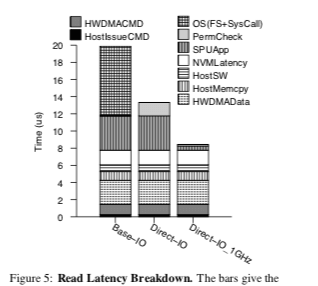 HWDMACMD
HostIssueCMD
OS(FS+SysCall)
PermCheck
SPUApp
NVMLatency
HostSW
HostMemcpy
HWDMAData
Time (us)
20
18
16
14
12
10
8
6
4
2
0
Base-IO
Direct-IO
Direct-IO_1GHz
Figure 5: Read Latency Breakdown. The bars give the